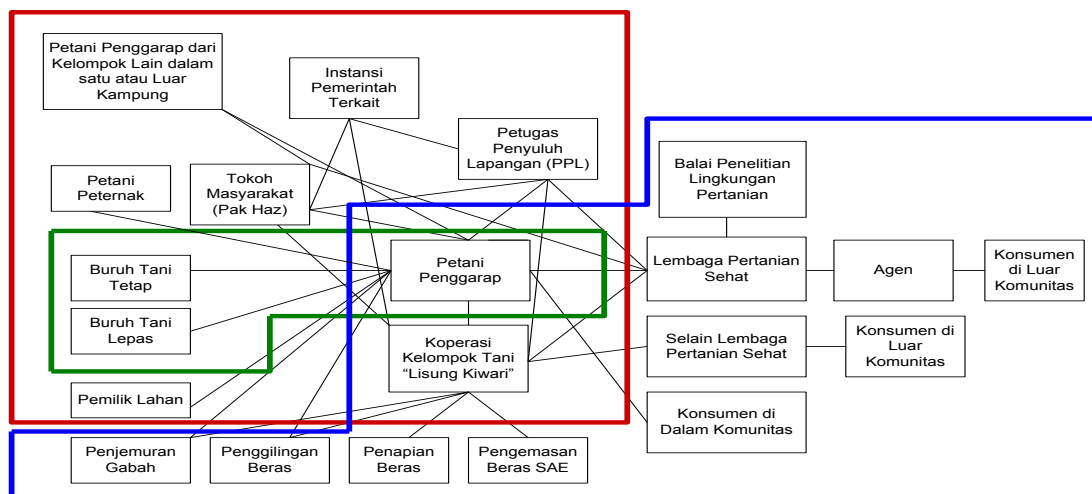 Petani Penggarap dari
Kelompok Lain dalam
satu atau Luar
Kampung
Instansi
Pemerintah
Terkait
Petugas
Penyuluh
Lapangan (PPL)
Balai Penelitian
Lingkungan
Pertanian
Petani
Peternak
Tokoh
Masyarakat
(Pak Haz)
Buruh Tani
Tetap
Petani
Penggarap
Lembaga Pertanian
Sehat
Agen
Konsumen
di Luar
Komunitas
Buruh Tani
Lepas
Koperasi
Kelompok Tani
“Lisung Kiwari”
Selain Lembaga
Pertanian Sehat
Konsumen di
Luar
Komunitas
Pemilik Lahan
Konsumen di
Dalam Komunitas
Penjemuran
Gabah
Penggilingan
Beras
Penapian
Beras
Pengemasan
Beras SAE